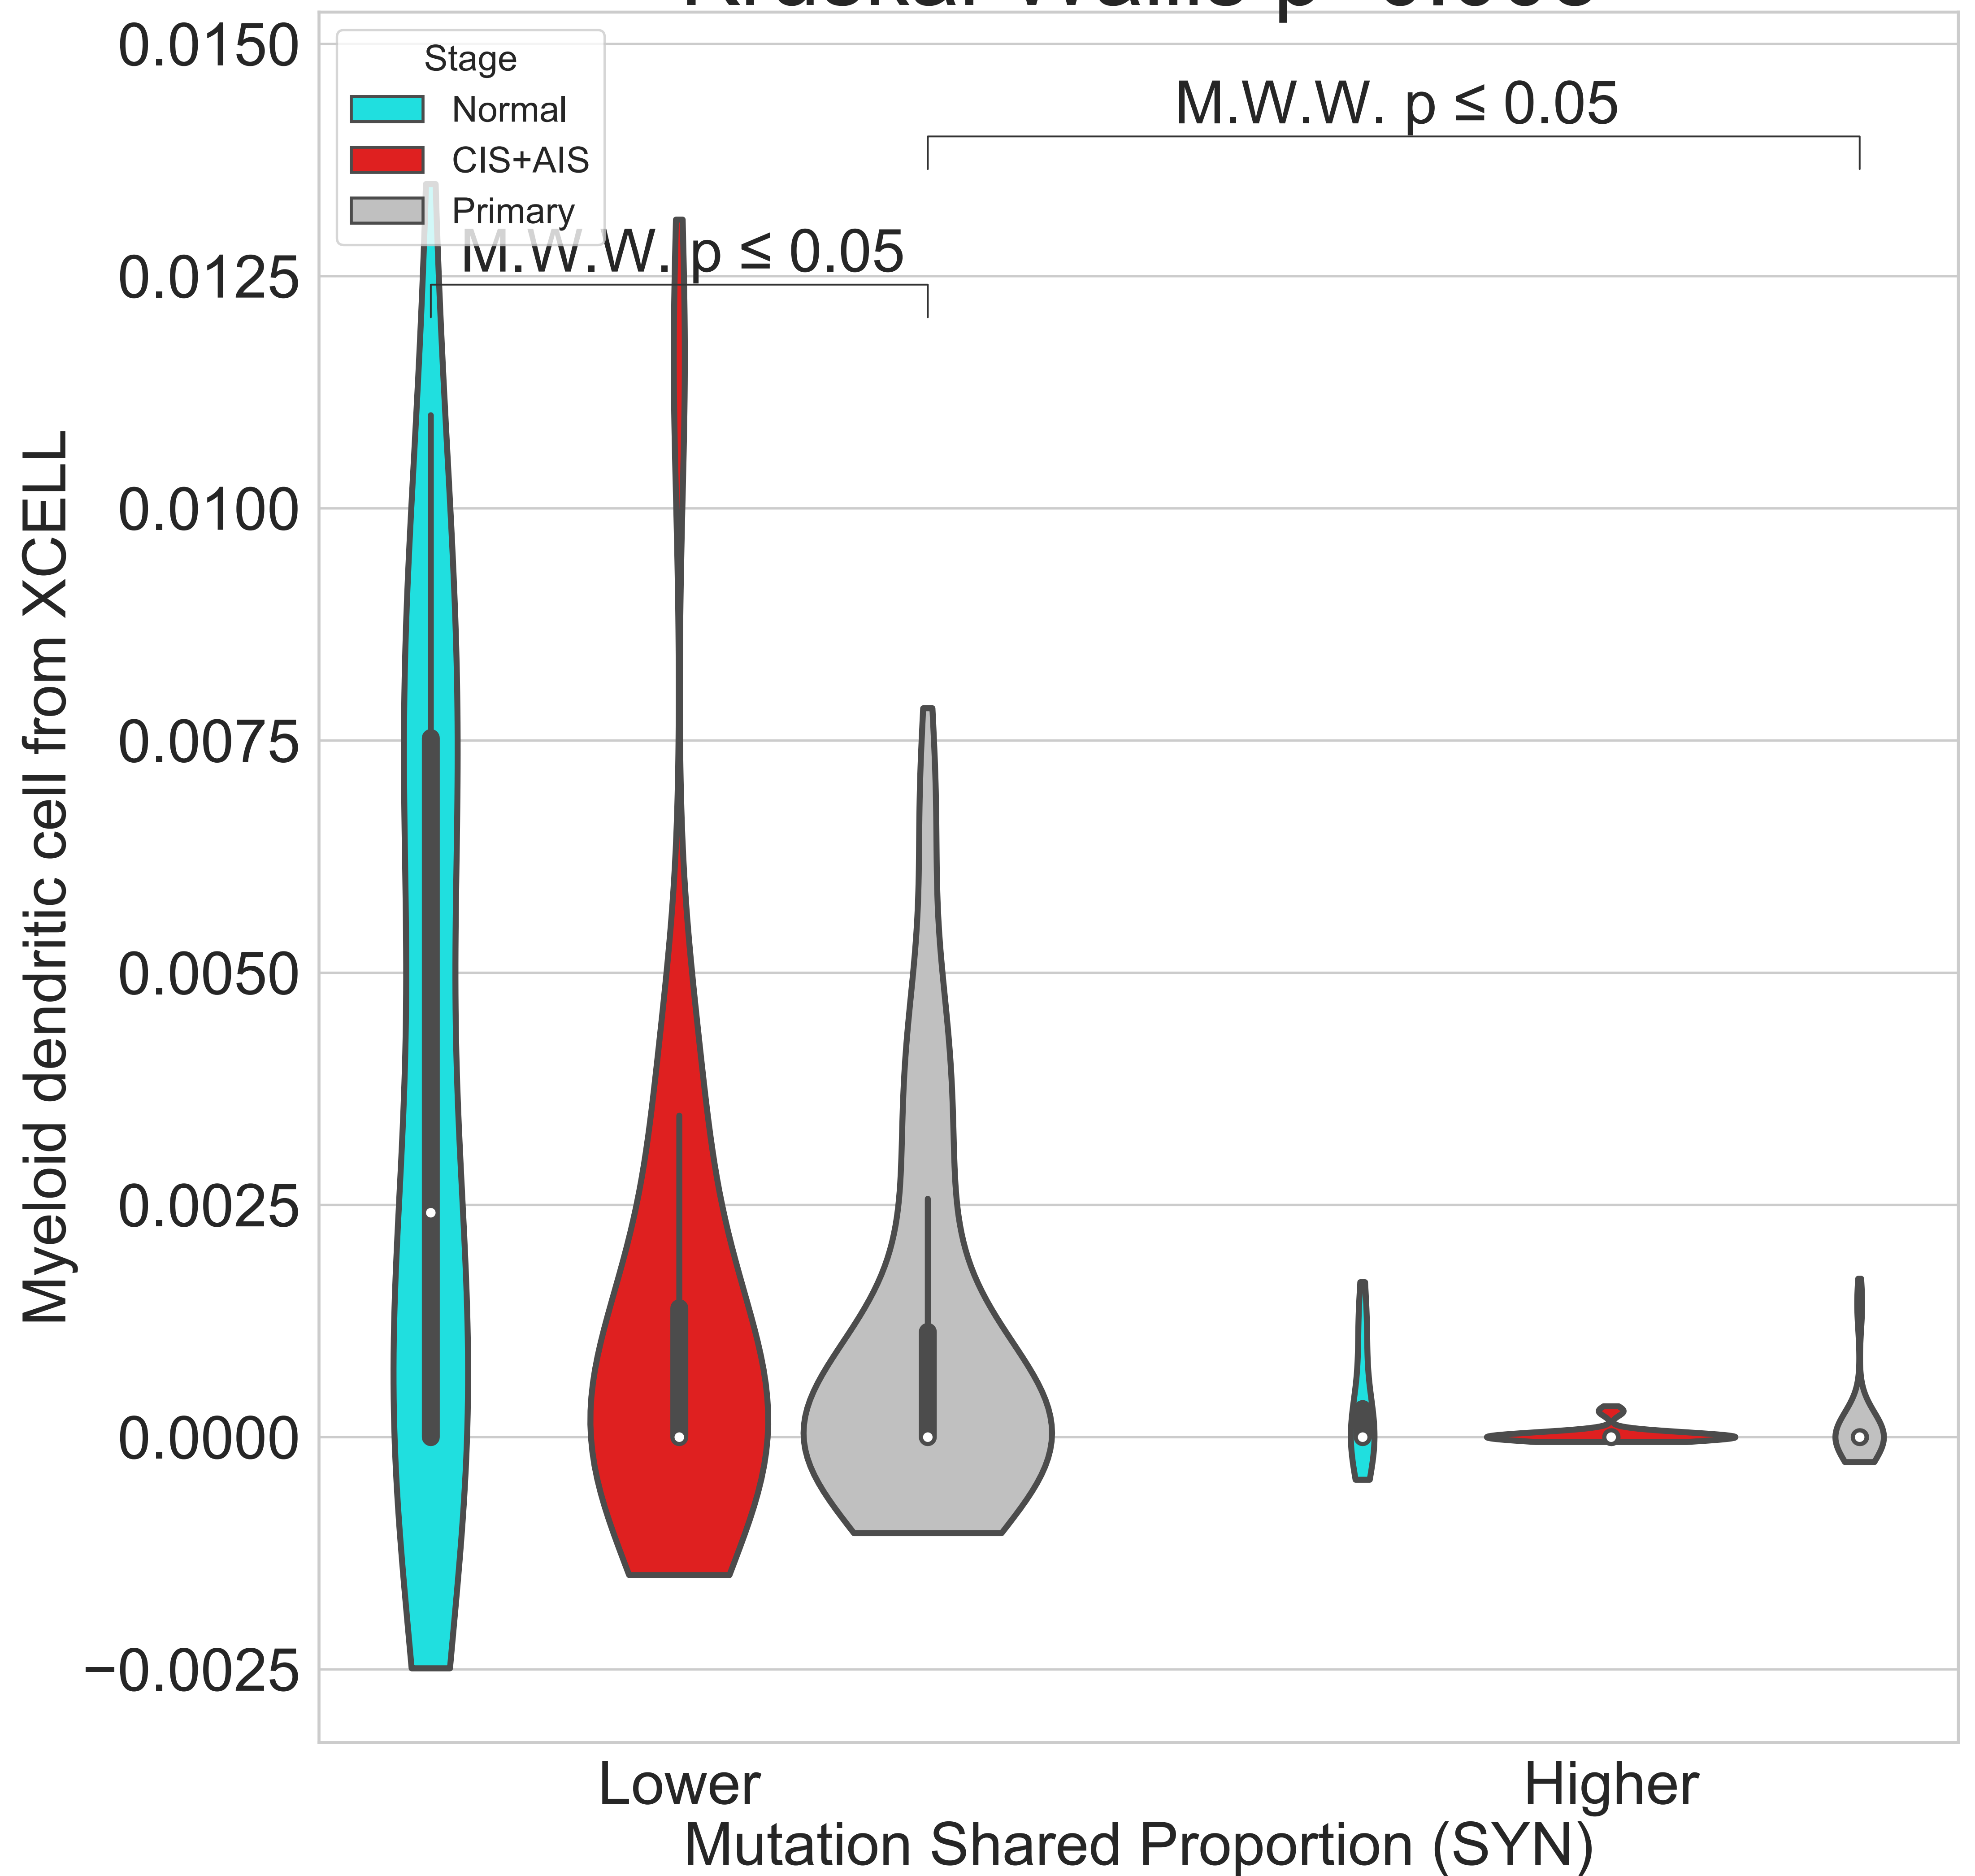 0.0150
0.0125
0.0100
0.0075
0.0050
0.0025
0.0000
−0.0025
Myeloid dendritic cell from XCELL
Stage
Normal
CIS+AIS
Primary
M.W.W. p ≤ 0.05
M.W.W. p ≤ 0.05
Lower
Higher
Mutation Shared Proportion (SYN)